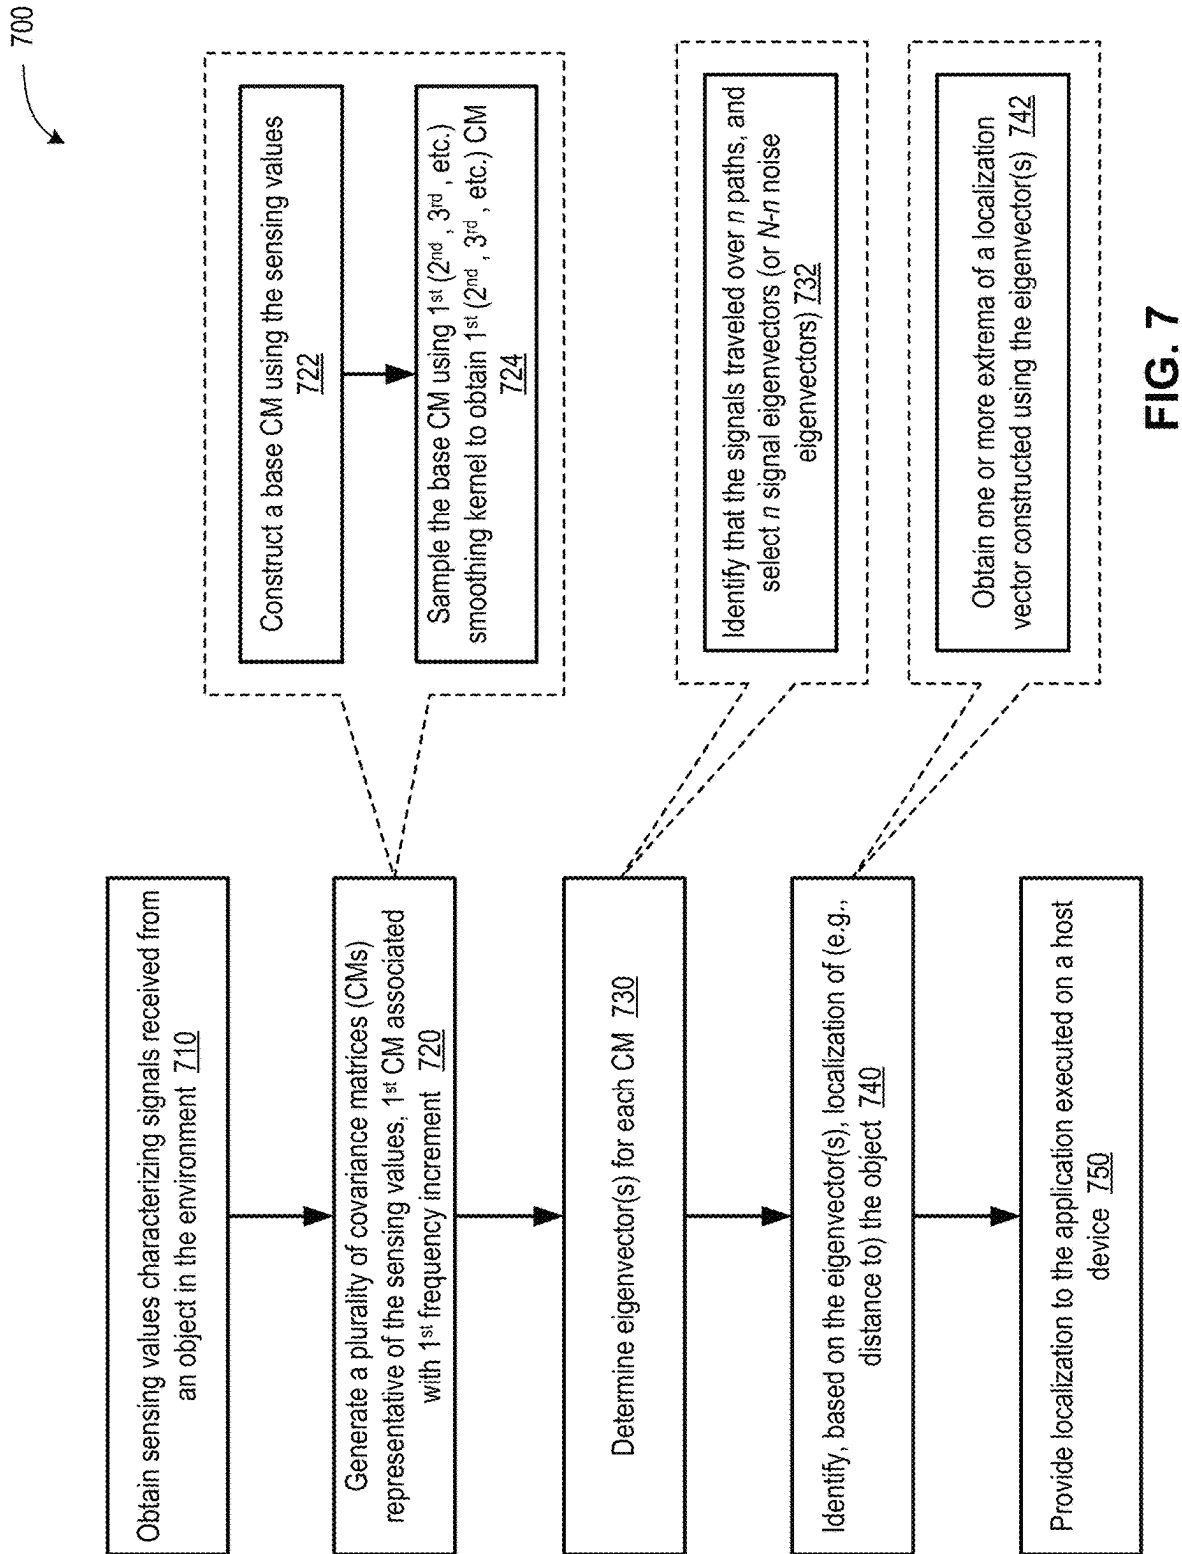 700
Obtain sensing values characterizing signals received from
an object in the environment 710
Generate a plurality of covariance matrices (CMs)
representative of the sensing values, 1st CM associated
with 1st frequency increment 720
Construct a base CM using the sensing values
722
Sample the base CM using 1st (2nd , 3rd , etc.)
smoothing kernel to obtain 1st (2nd , 3rd , etc.) CM
724
Determine eigenvector(s) for each CM 730
Identify that the signals traveled over n paths, and
select n signal eigenvectors (or N-n noise
eigenvectors) 732
Identify, based on the eigenvector(s), localization of (e.g.,
distance to) the object 740
Obtain one or more extrema of a localization
vector constructed using the eigenvector(s) 742
Provide localization to the application executed on a host
device 750
FIG. 7